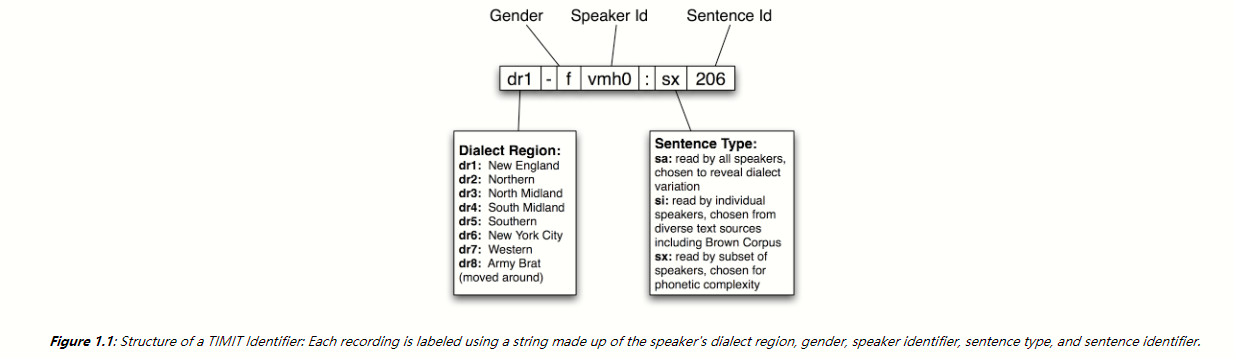 Gender Speaker Id Sentence Id
dr1 - f vmh0 : sx 206
Dialect Region:
dr1: New England
dr2: Northern
dr3: North Midland
dr4: South Midland
dr5: Southern
dr6: New York City
dr7: Western
dr8: Army Brat
(moved around)
Sentence Type:
sa: read by all speakers,
chosen to reveal dialect
variation
si: read by individual
speakers, chosen from
diverse text sources
including Brown Corpus
sx: read by subset of
speakers, chosen for
phonetic complexity
Figure 1.1: Structure of a TIMIT Identifier: Each recording is labeled using a string made up of the speaker's dialect region, gender, speaker identifier, sentence type, and sentence identifier.